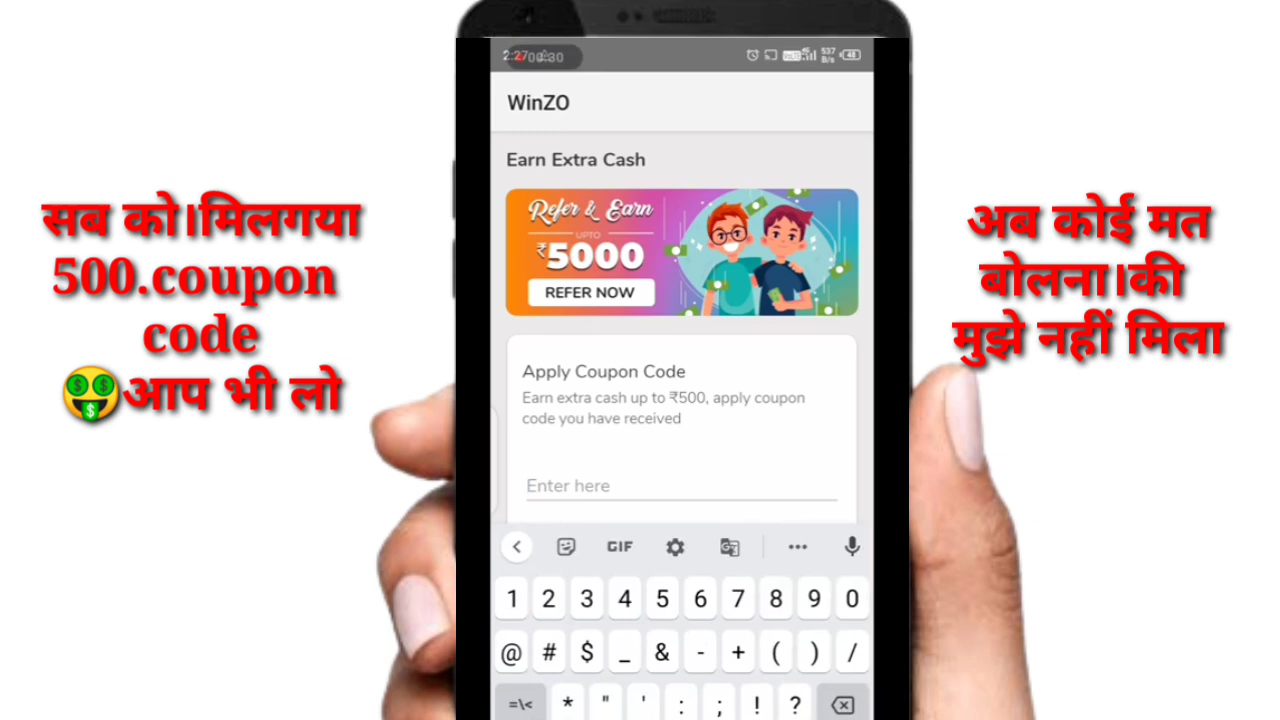 सब को।मिलगया
500.coupon
code
🤑आप भी लो
अब कोई मत
बोलना।की
मुझे नहीं मिला
WinZO
Earn Extra Cash
Refer & Earn
UPTO
₹5000
REFER NOW
Apply Coupon Code
Earn extra cash up to ₹500, apply coupon
code you have received
Enter here
GIF
1 2 3 4 5 6 7 8 9 0
@ # $ _ & - + ( ) /
=\< * " ' : ; ! ?